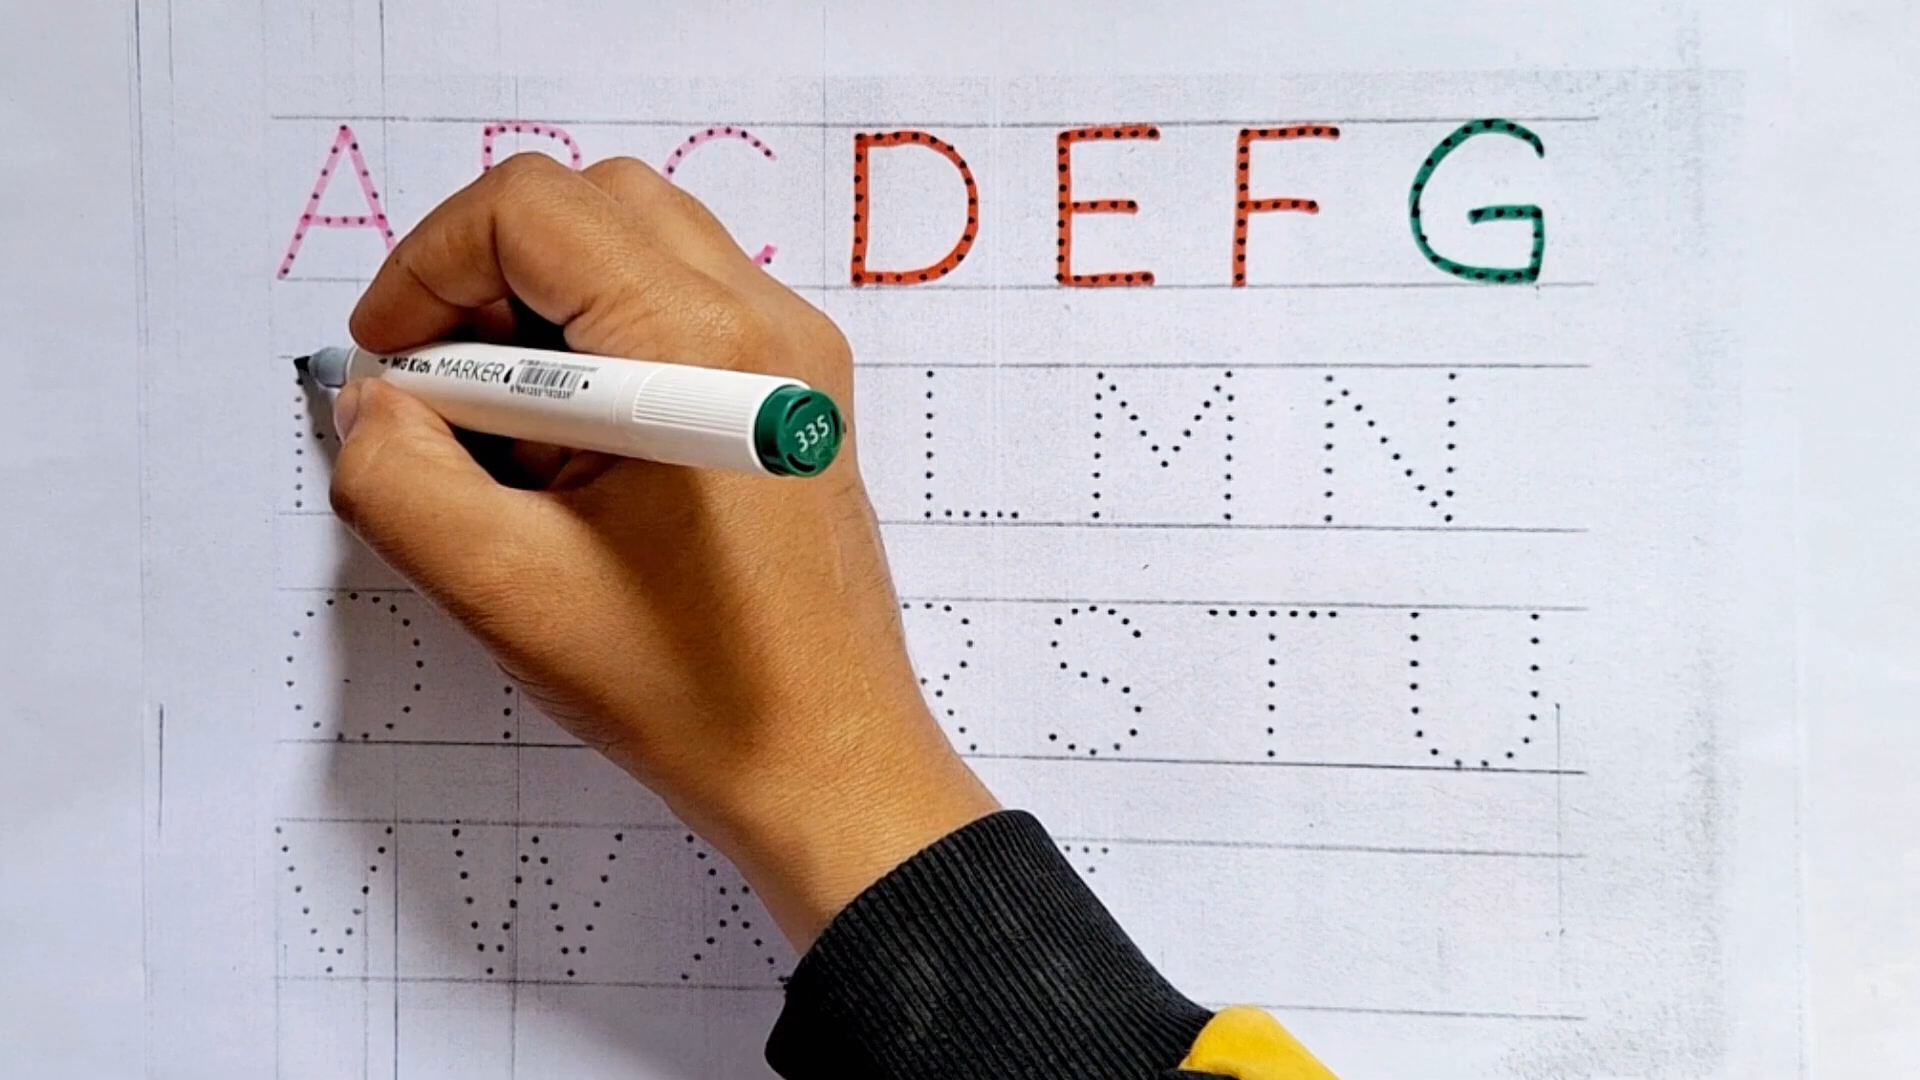 A B C D E F G
L M N
O R S T U
V W X
MG Kids MARKER
335